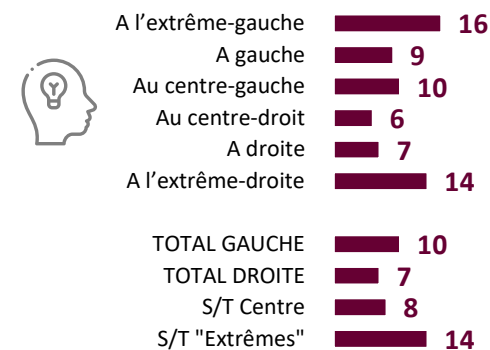 A l’extrême-gauche 16
A gauche 9
Au centre-gauche 10
Au centre-droit 6
A droite 7
A l’extrême-droite 14
TOTAL GAUCHE 10
TOTAL DROITE 7
S/T Centre 8
S/T "Extrêmes" 14